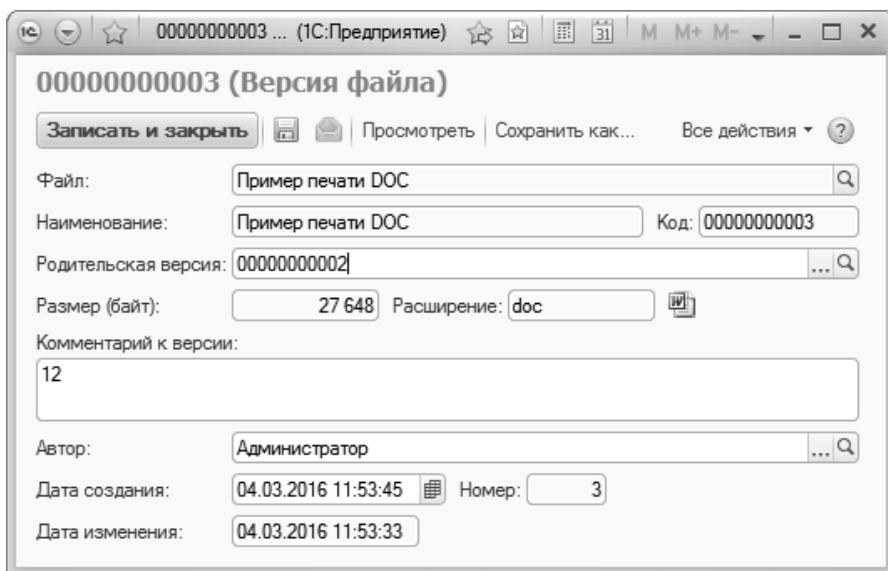 1С 00000000003 ... (1С:Предприятие) 31 M M+ M-
00000000003 (Версия файла)
Записать и закрыть Просмотреть Сохранить как... Все действия ?
Файл: Пример печати DOC
Наименование: Пример печати DOC Код: 00000000003
Родительская версия: 00000000002 ...
Размер (байт): 27 648 Расширение: doc W
Комментарий к версии:
12
Автор: Администратор ...
Дата создания: 04.03.2016 11:53:45 Номер: 3
Дата изменения: 04.03.2016 11:53:33